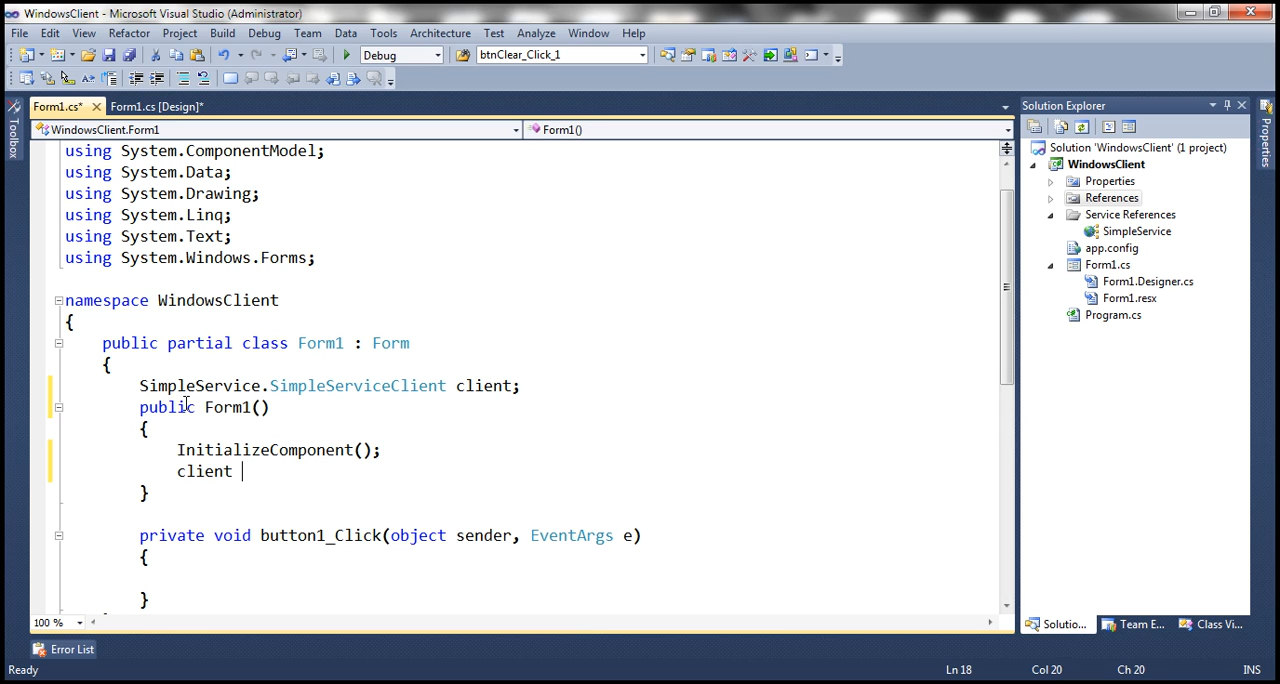 WindowsClient - Microsoft Visual Studio (Administrator)
File Edit View Refactor Project Build Debug Team Data Tools Architecture Test Analyze Window Help
Debug btnClear_Click_1
Form1.cs* Form1.cs [Design]*
WindowsClient.Form1 Form1()
using System.ComponentModel;
using System.Data;
using System.Drawing;
using System.Linq;
using System.Text;
using System.Windows.Forms;
namespace WindowsClient
{
public partial class Form1 : Form
{
SimpleService.SimpleServiceClient client;
public Form1()
{
InitializeComponent();
client
}
private void button1_Click(object sender, EventArgs e)
{
}
100 %
Toolbox
Solution Explorer
Solution 'WindowsClient' (1 project)
WindowsClient
Properties
References
Service References
SimpleService
app.config
Form1.cs
Form1.Designer.cs
Form1.resx
Program.cs
Solutio... Team E... Class Vi...
Properties
Error List
Ready Ln 18 Col 20 Ch 20 INS